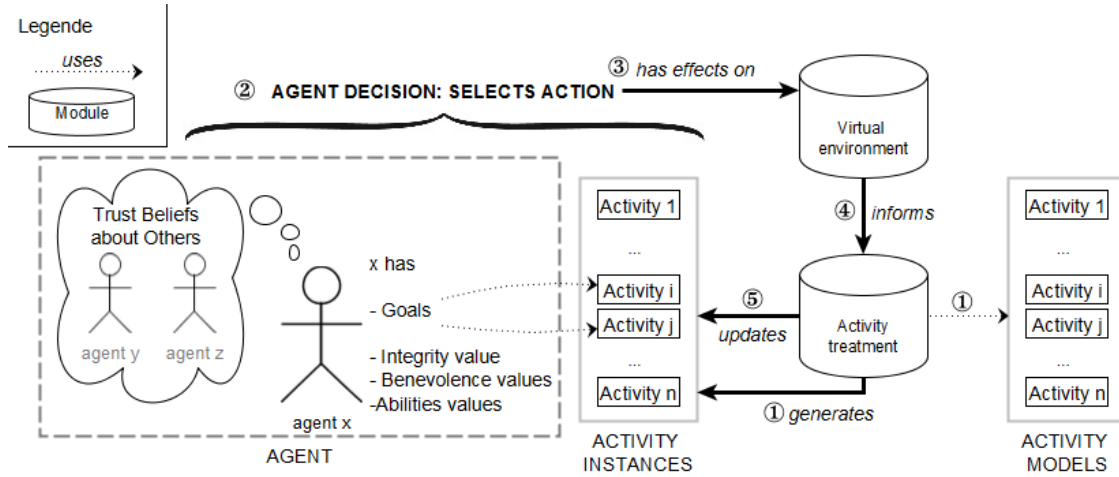 Legende
uses
Module
② AGENT DECISION: SELECTS ACTION
③ has effects on
Virtual
environment
④ informs
Trust Beliefs
about Others
agent y
agent z
x has
- Goals
- Integrity value
- Benevolence values
-Abilities values
agent x
AGENT
Activity 1
...
Activity i
Activity j
...
Activity n
ACTIVITY
INSTANCES
⑤
updates
Activity
treatment
① generates
①
Activity 1
...
Activity i
Activity j
...
Activity n
ACTIVITY
MODELS